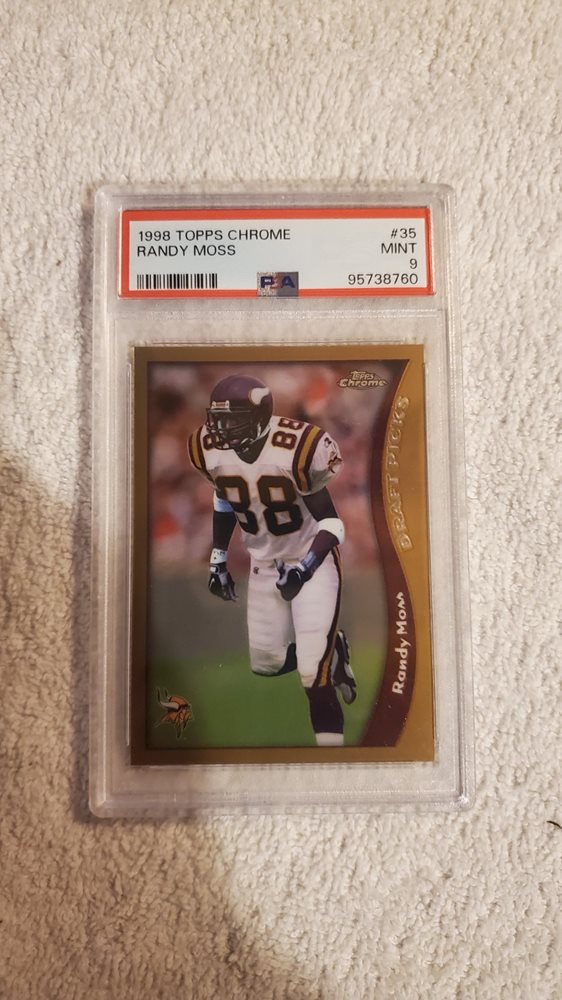 1998 TOPPS CHROME #35
RANDY MOSS MINT
9
PSA 95738760
Topps
Chrome
DRAFT PICKS
88
88
Randy Moss